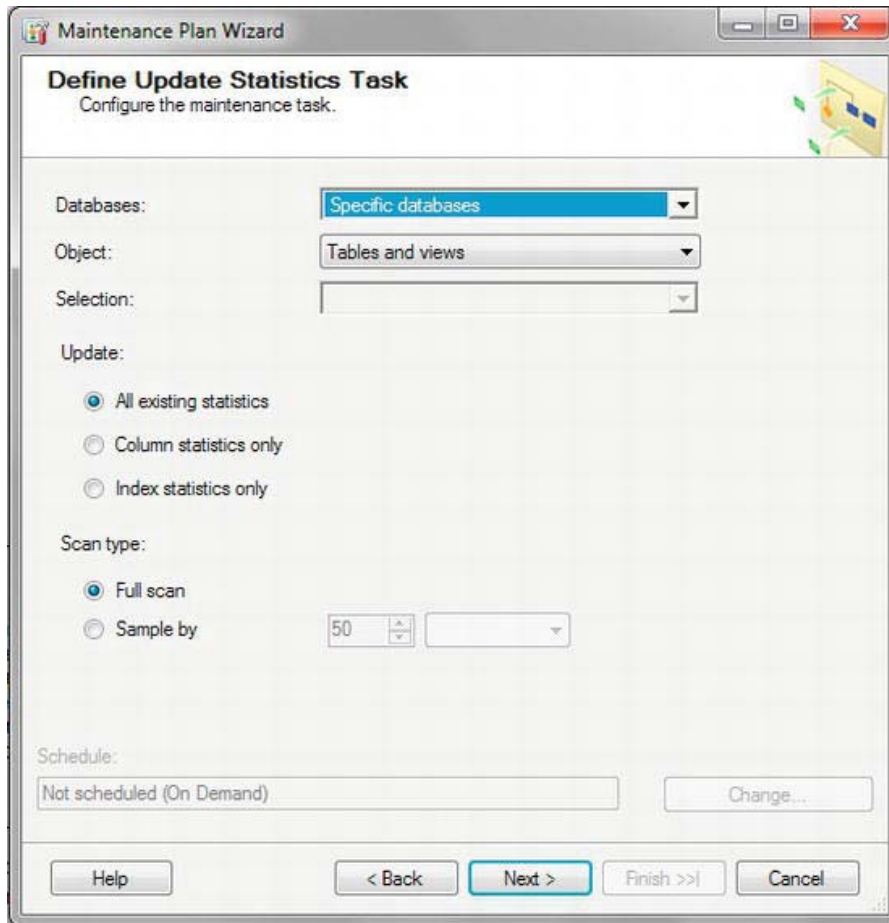 Maintenance Plan Wizard
Define Update Statistics Task
Configure the maintenance task.
Databases: Specific databases
Object: Tables and views
Selection:
Update:
All existing statistics
Column statistics only
Index statistics only
Scan type:
Full scan
Sample by 50
Schedule:
Not scheduled (On Demand) Change...
Help < Back Next > Finish >>| Cancel